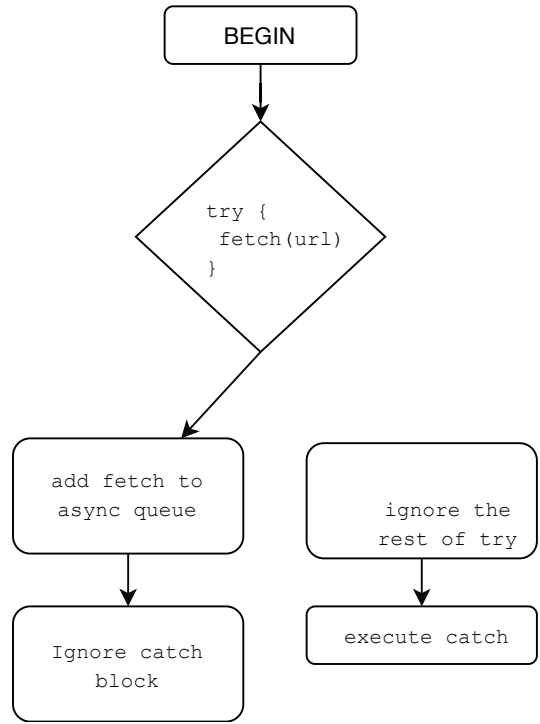 BEGIN
try {
fetch(url)
}
add fetch to
async queue
ignore the
rest of try
Ignore catch
block
execute catch